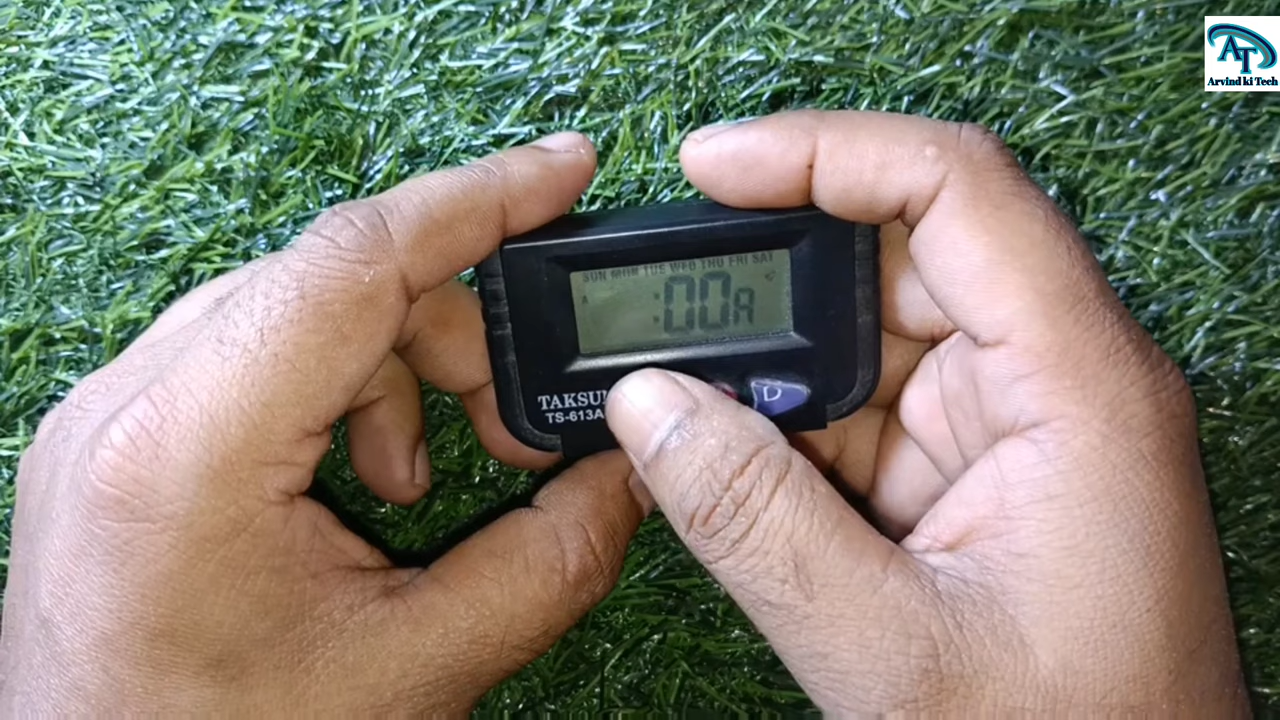 AT
Arvind ki Tech
SUN MON TUE WED THU FRI SAT
A
:00A
TAKSU
TS-613A
D